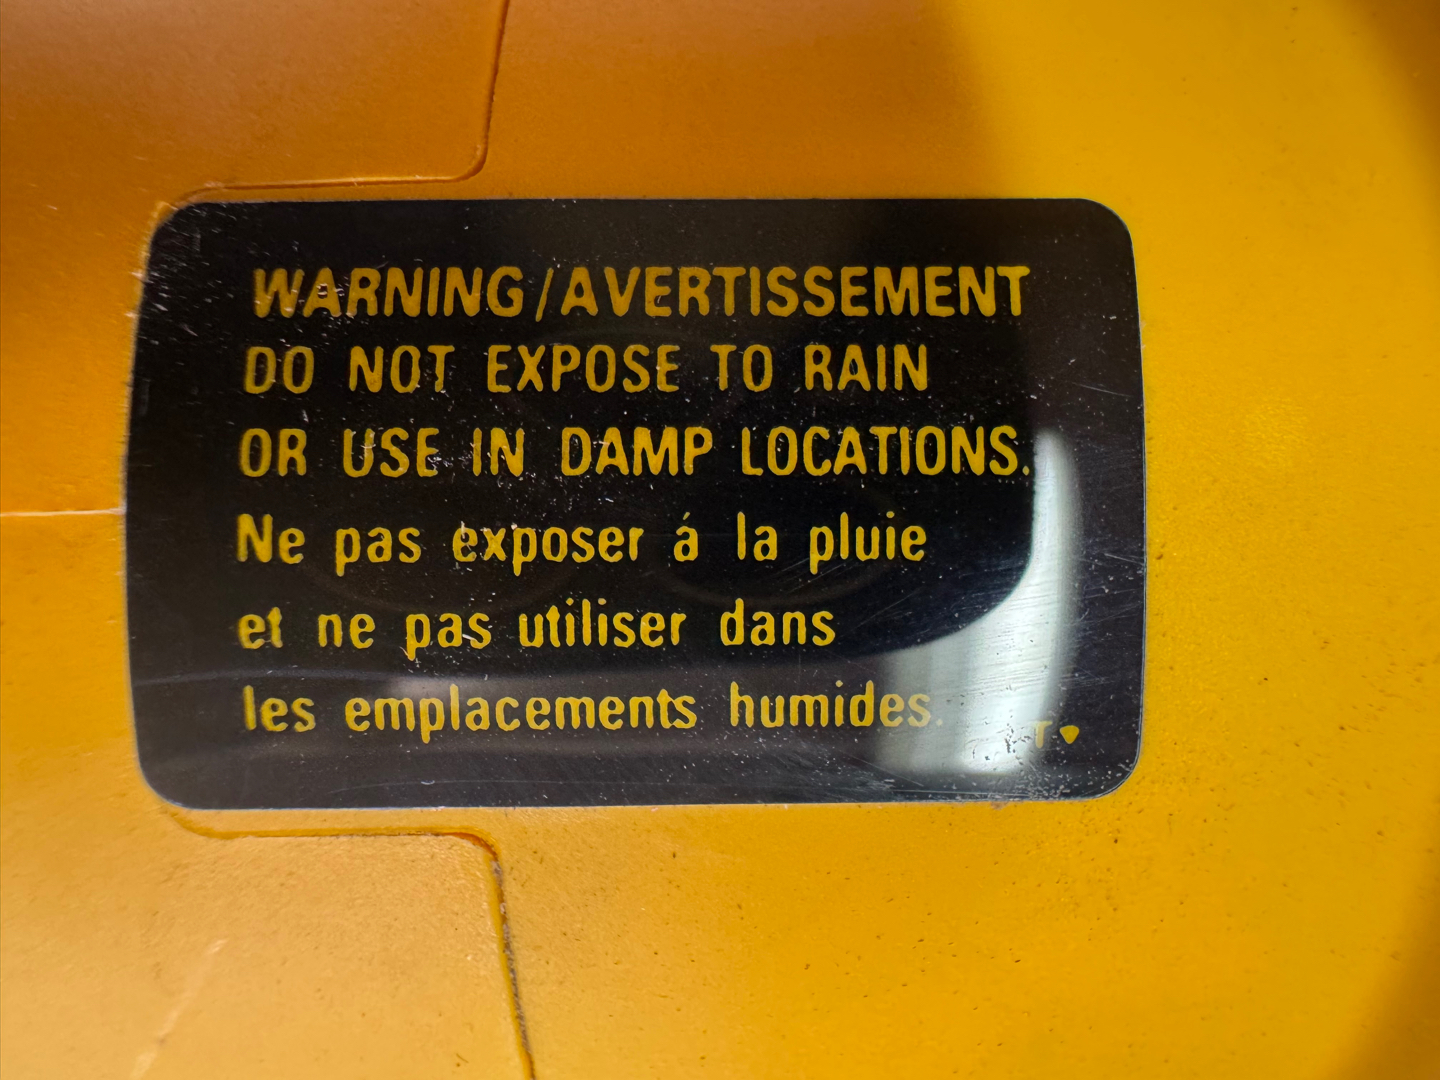 WARNING/AVERTISSEMENT
DO NOT EXPOSE TO RAIN
OR USE IN DAMP LOCATIONS.
Ne pas exposer á la pluie
et ne pas utiliser dans
les emplacements humides.
T